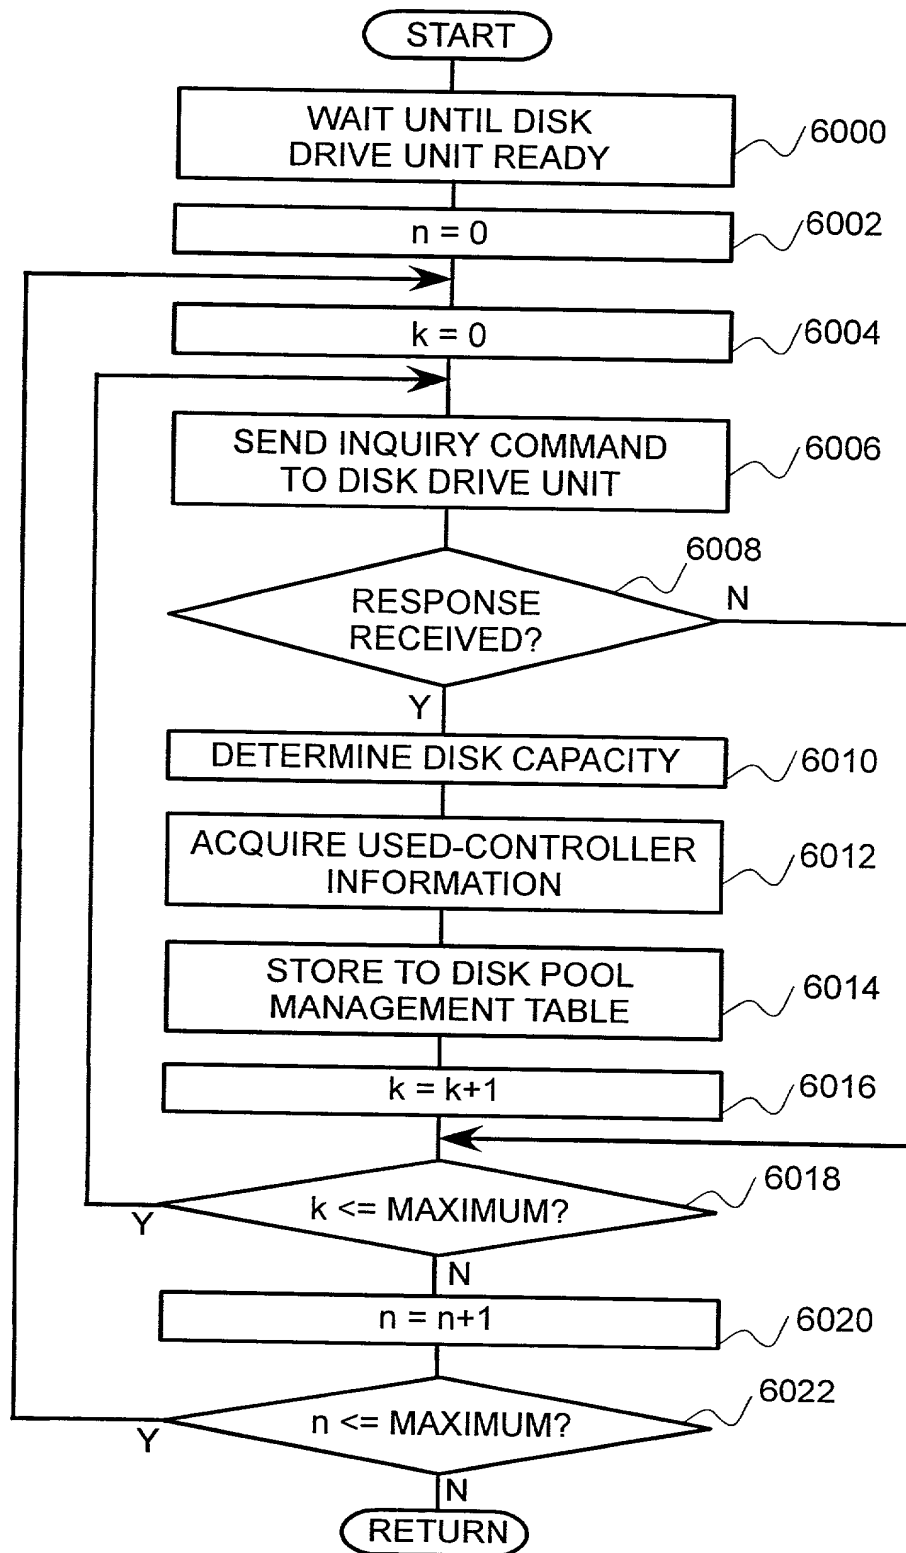 START
WAIT UNTIL DISK
DRIVE UNIT READY
6000
n = 0
6002
k = 0
6004
SEND INQUIRY COMMAND
TO DISK DRIVE UNIT
6006
6008
RESPONSE
RECEIVED?
N
Y
DETERMINE DISK CAPACITY
6010
ACQUIRE USED-CONTROLLER
INFORMATION
6012
STORE TO DISK POOL
MANAGEMENT TABLE
6014
k = k+1
6016
6018
k <= MAXIMUM?
Y
N
n = n+1
6020
6022
n <= MAXIMUM?
Y
N
RETURN